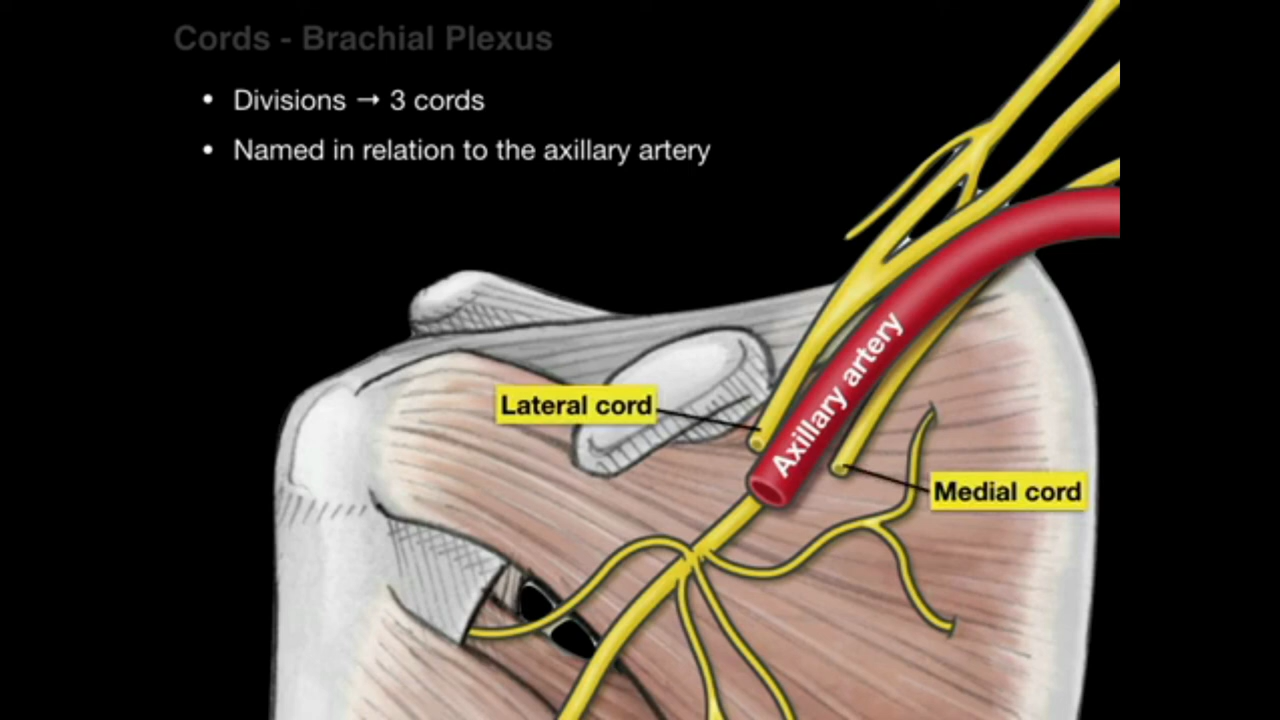 Cords - Brachial Plexus
• Divisions → 3 cords
• Named in relation to the axillary artery
Axillary artery
Lateral cord
Medial cord